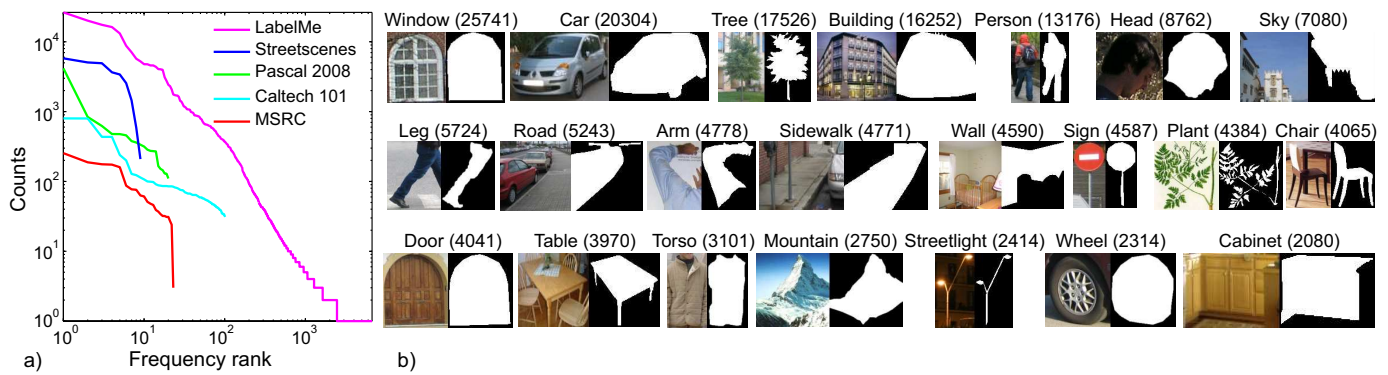 10^4
10^3
10^2
10^1
10^0
Counts
10^0
10^1
10^2
10^3
Frequency rank
LabelMe
Streetscenes
Pascal 2008
Caltech 101
MSRC
a)
Window (25741) Car (20304) Tree (17526) Building (16252) Person (13176) Head (8762) Sky (7080)
Leg (5724) Road (5243) Arm (4778) Sidewalk (4771) Wall (4590) Sign (4587) Plant (4384) Chair (4065)
Door (4041) Table (3970) Torso (3101) Mountain (2750) Streetlight (2414) Wheel (2314) Cabinet (2080)
b)